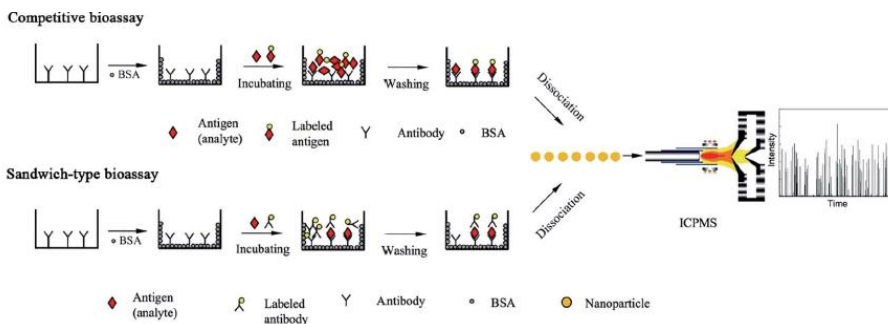 Competitive bioassay
BSA
Incubating
Washing
Dissociation
Antigen (analyte)
Labeled antigen
Antibody
BSA
Sandwich-type bioassay
BSA
Incubating
Washing
Dissociation
Antigen (analyte)
Labeled antibody
Antibody
BSA
Nanoparticle
ICPMS
Intensity
Time